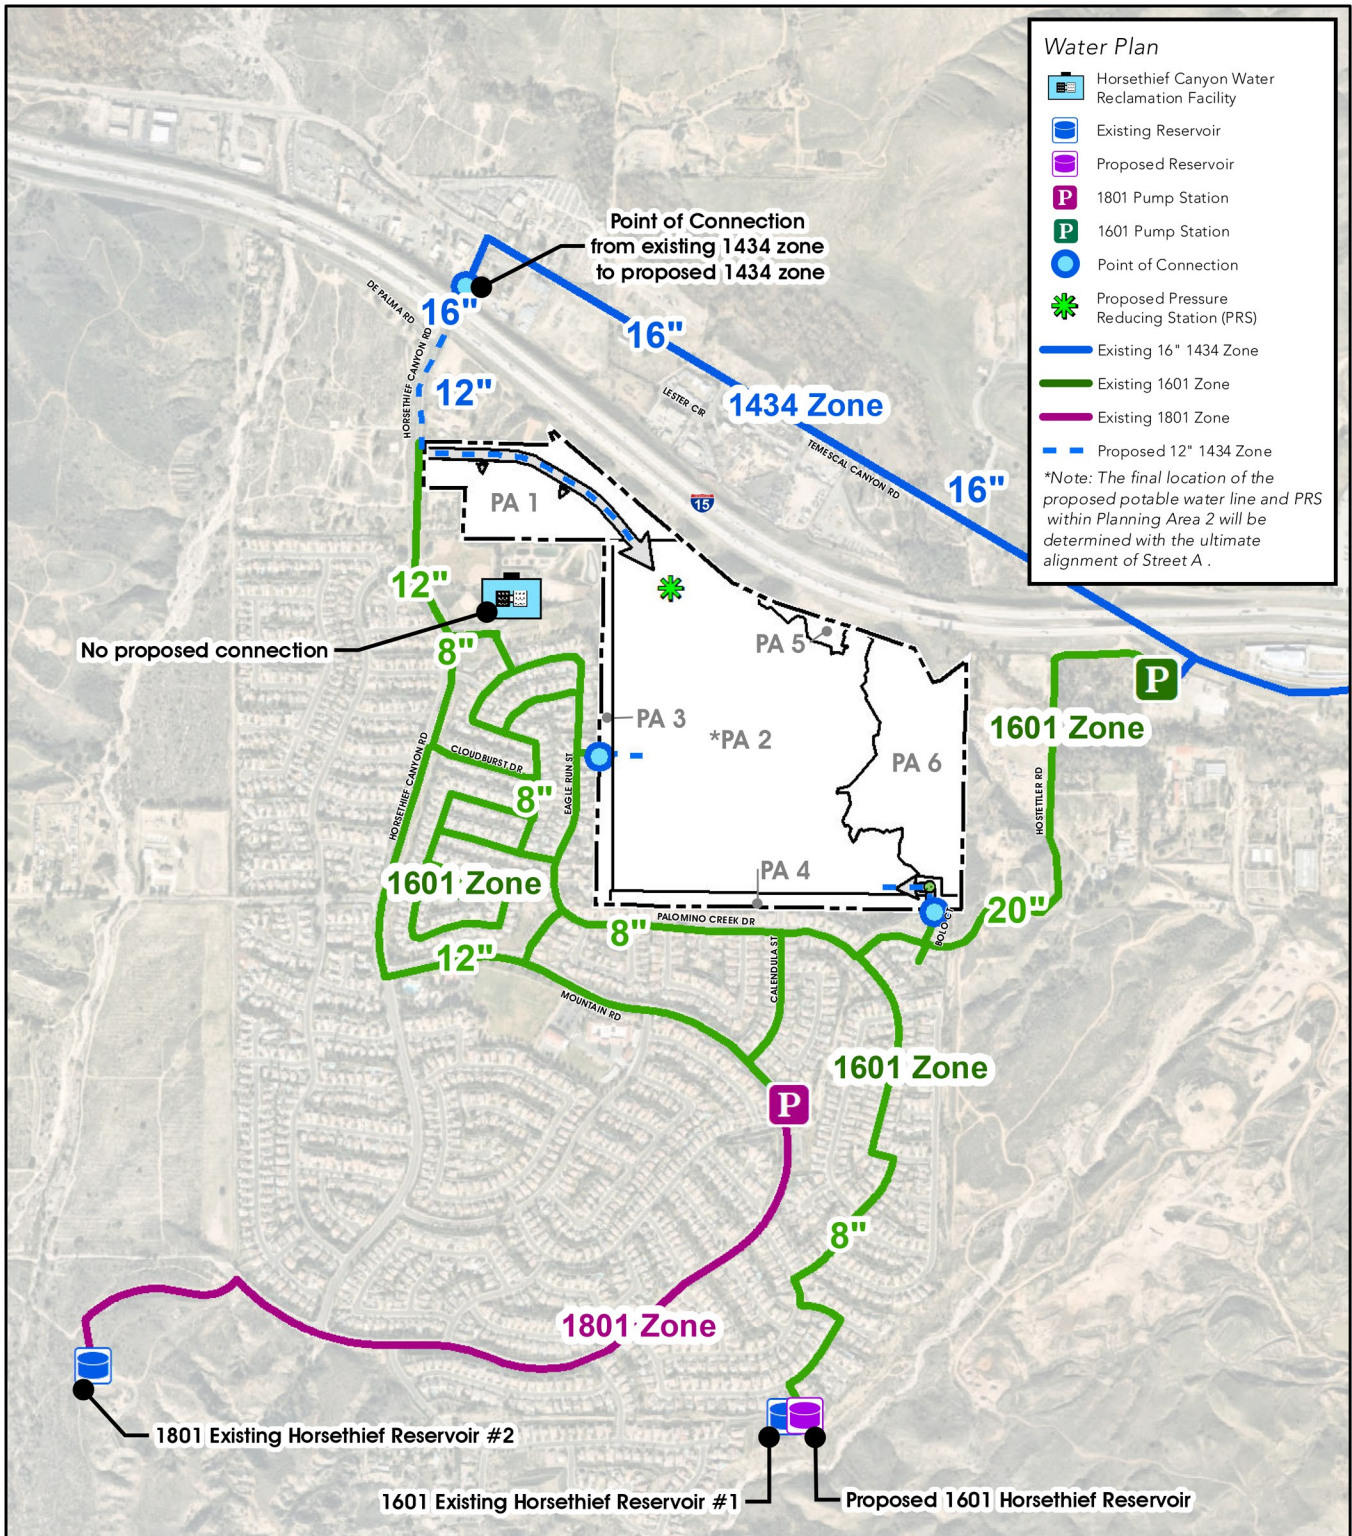 Water Plan
Horsethief Canyon Water
Reclamation Facility
Existing Reservoir
Proposed Reservoir
P
1801 Pump Station
P
1601 Pump Station
Point of Connection
Proposed Pressure
Reducing Station (PRS)
Existing 16" 1434 Zone
Existing 1601 Zone
Existing 1801 Zone
Proposed 12" 1434 Zone
*Note: The final location of the
proposed potable water line and PRS
within Planning Area 2 will be
determined with the ultimate
alignment of Street A .
Point of Connection
from existing 1434 zone
to proposed 1434 zone
DE PALMA RD
16"
16"
HORSETHIEF CANYON RD
12"
LESTER CIR
1434 Zone
TEMESCAL CANYON RD
16"
PA 1
15
12"
No proposed connection
8"
PA 5
P
PA 3
*PA 2
1601 Zone
PA 6
HORSETHIEF CANYON RD
CLOUDBURST DR
EAGLE RUN ST
8"
HOSTETTLER RD
1601 Zone
PA 4
PALOMINO CREEK DR
8"
20"
BOLO CT
12"
CALENDULA ST
MOUNTAIN RD
1601 Zone
P
8"
1801 Zone
1801 Existing Horsethief Reservoir #2
1601 Existing Horsethief Reservoir #1
Proposed 1601 Horsethief Reservoir